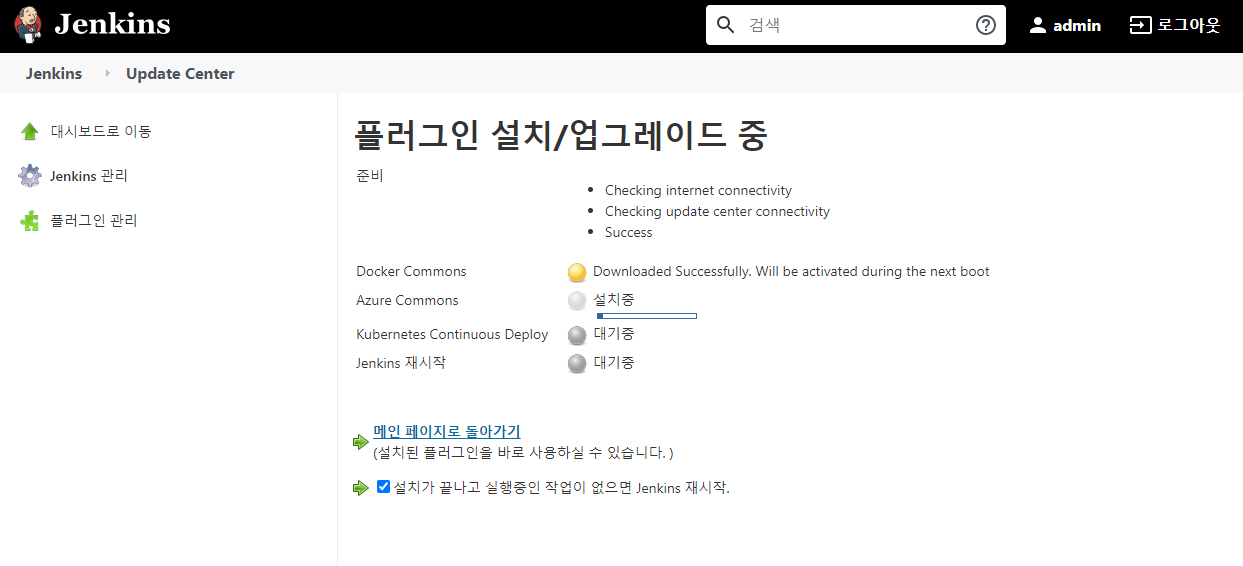 Jenkins
검색
admin
로그아웃
Jenkins
Update Center
대시보드로 이동
Jenkins 관리
플러그인 관리
플러그인 설치/업그레이드 중
준비
Checking internet connectivity
Checking update center connectivity
Success
Docker Commons Downloaded Successfully. Will be activated during the next boot
Azure Commons 설치중
Kubernetes Continuous Deploy 대기중
Jenkins 재시작 대기중
메인 페이지로 돌아가기
(설치된 플러그인을 바로 사용하실 수 있습니다. )
설치가 끝나고 실행중인 작업이 없으면 Jenkins 재시작.